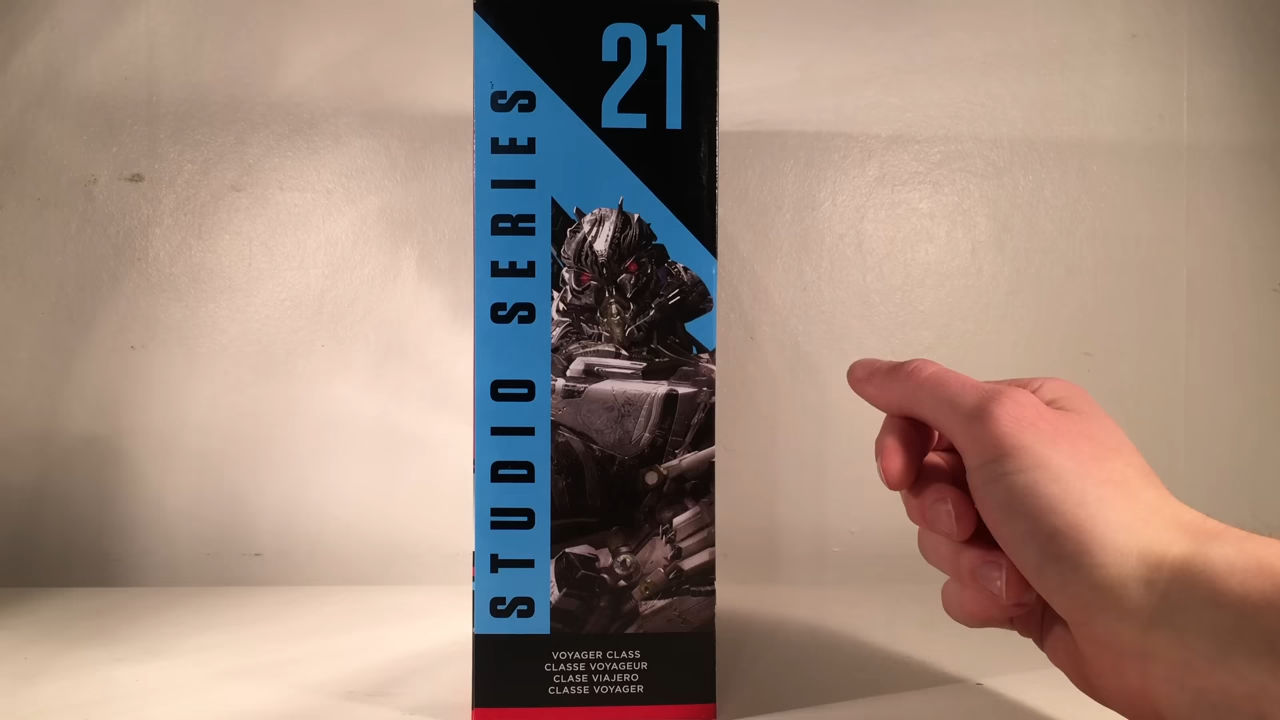 21
STUDIO SERIES
VOYAGER CLASS
CLASSE VOYAGEUR
CLASE VIAJERO
CLASSE VOYAGER